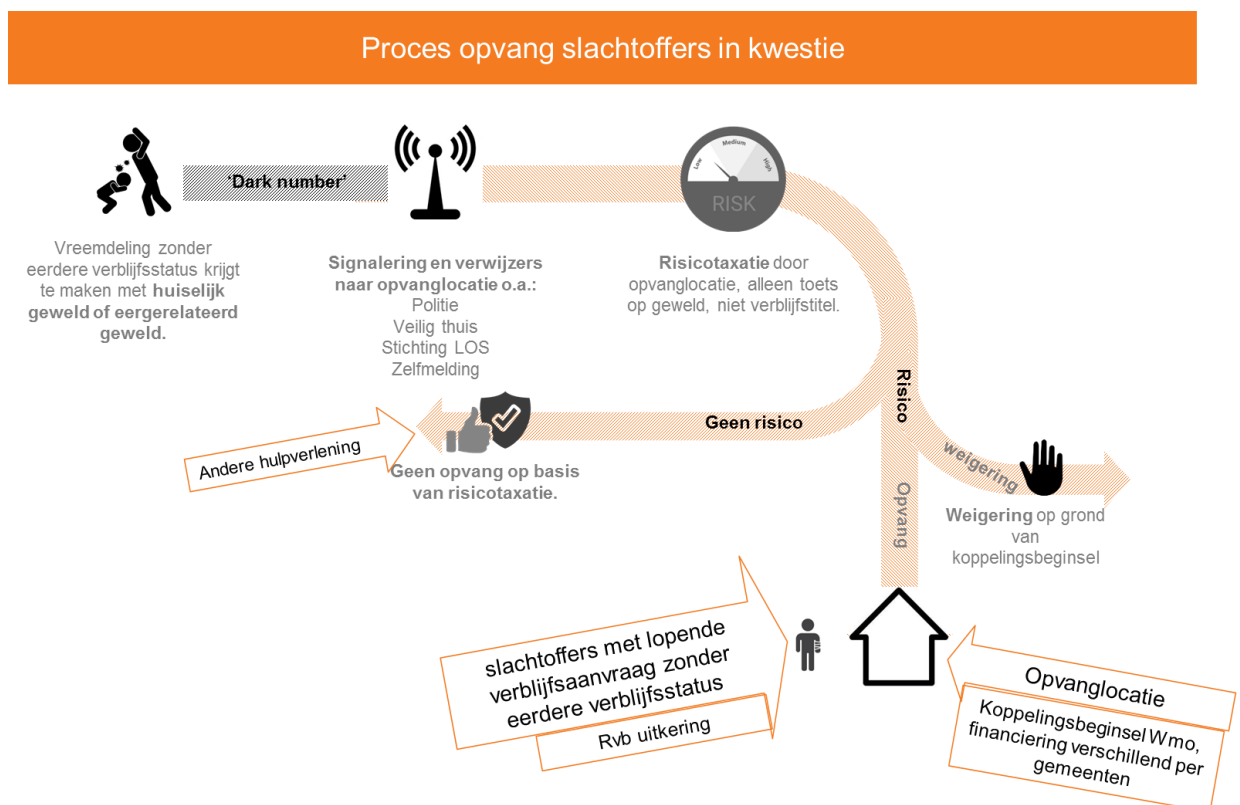 Proces opvang slachtoffers in kwestie
'Dark number'
Low
Medium
High
RISK
Vreemdeling zonder
eerdere verblijfsstatus krijgt
te maken met huiselijk
geweld of eergerelateerd
geweld.
Signalering en verwijzers
naar opvanglocatie o.a.:
Politie
Veilig thuis
Stichting LOS
Zelfmelding
Risicotaxatie door
opvanglocatie, alleen toets
op geweld, niet verblijfstitel.
Risico
Geen risico
Andere hulpverlening
Geen opvang op basis
van risicotaxatie.
weigering
Opvang
Weigering op grond
van
koppelingsbeginsel
slachtoffers met lopende
verblijfsaanvraag zonder
eerdere verblijfsstatus
Rvb uitkering
Opvanglocatie
Koppelingsbeginsel Wmo,
financiering verschillend per
gemeenten